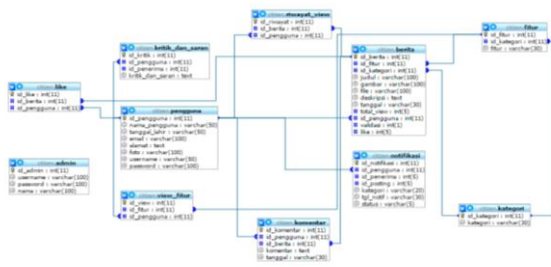 riwayat_view
id_riwayat : int(11)
id_berita : int(11)
id_pengguna : int(11)
fitur
id_fitur : int(11)
id_kategori : int(11)
fitur : varchar(30)
kritik_dan_saran
id_kritik : int(11)
id_pengguna : int(11)
id_penerima : int(11)
kritik_dan_saran : text
berita
id_berita : int(11)
id_fitur : int(11)
id_kategori : int(11)
judul : varchar(100)
gambar : varchar(100)
file : varchar(100)
deskripsi : text
tanggal : varchar(30)
total_view : int(5)
id_pengguna : int(11)
validasi : int(1)
like : int(5)
like
id_like : int(11)
id_berita : int(11)
id_pengguna : int(11)
pengguna
id_pengguna : int(11)
nama_pengguna : varchar(50)
tanggal_lahir : varchar(50)
email : varchar(100)
alamat : text
foto : varchar(100)
username : varchar(50)
password : varchar(100)
admin
id_admin : int(11)
username : varchar(100)
password : varchar(100)
nama : varchar(100)
notifikasi
id_notifikasi : int(11)
id_pengguna : int(11)
id_penerima : int(5)
id_posting : int(5)
kategori : varchar(20)
tgl_notif : varchar(30)
status : varchar(5)
view_fitur
id_view : int(11)
id_fitur : int(11)
id_pengguna : int(11)
komentar
id_komentar : int(11)
id_pengguna : int(11)
id_berita : int(11)
komentar : text
tanggal : varchar(30)
kategori
id_kategori : int(11)
kategori : varchar(30)